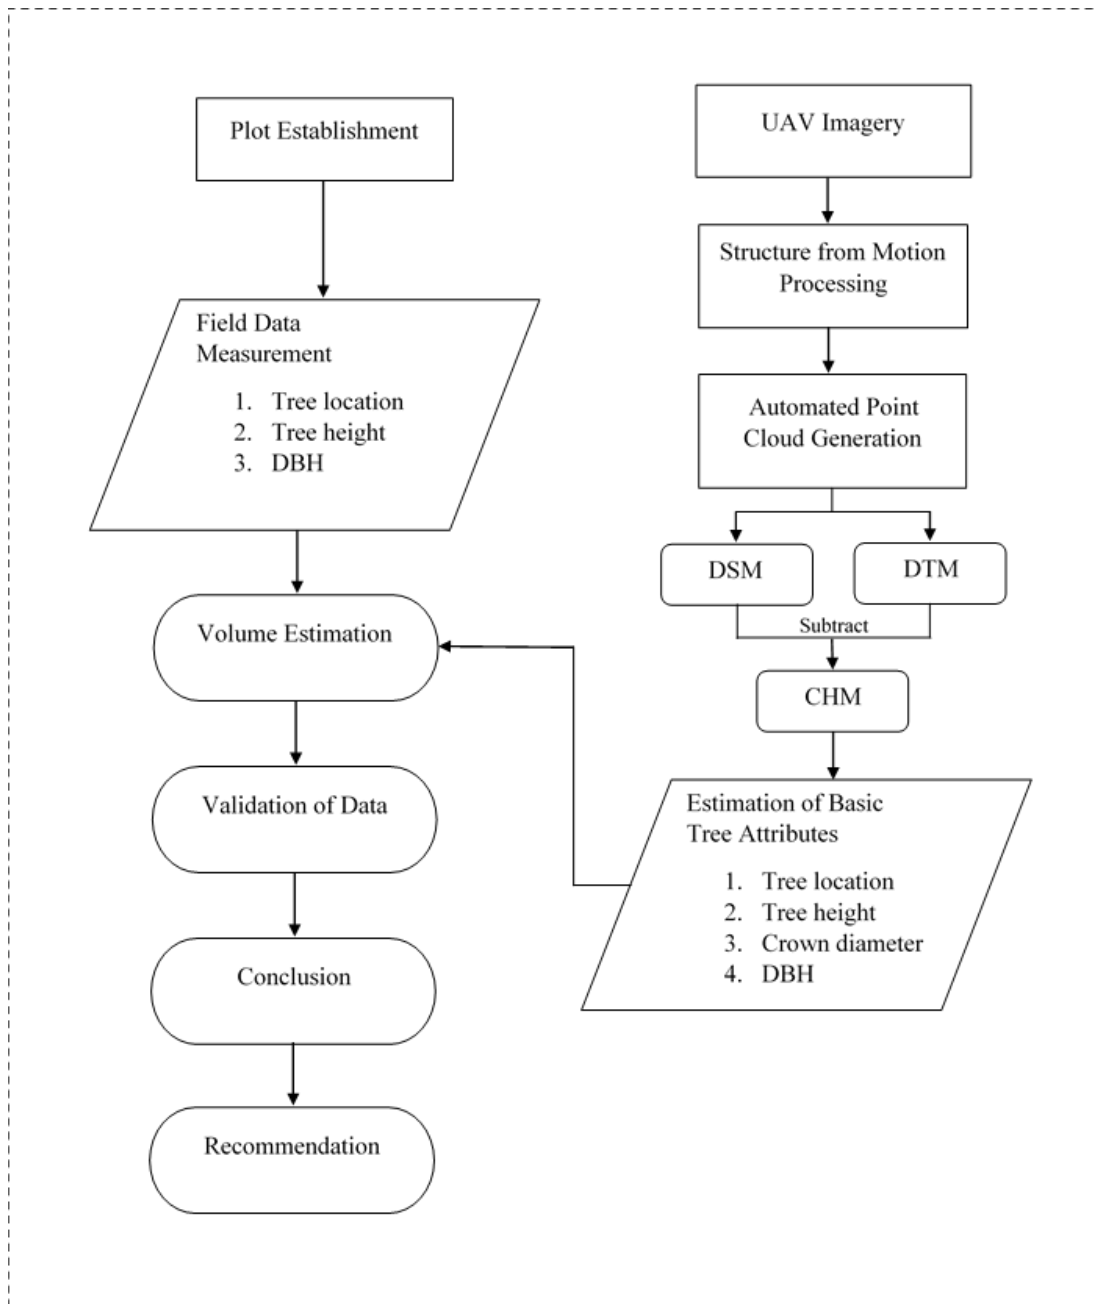 Plot Establishment
Field Data
Measurement
1. Tree location
2. Tree height
3. DBH
Volume Estimation
Validation of Data
Conclusion
Recommendation
UAV Imagery
Structure from Motion
Processing
Automated Point
Cloud Generation
DSM
DTM
Subtract
CHM
Estimation of Basic
Tree Attributes
1. Tree location
2. Tree height
3. Crown diameter
4. DBH